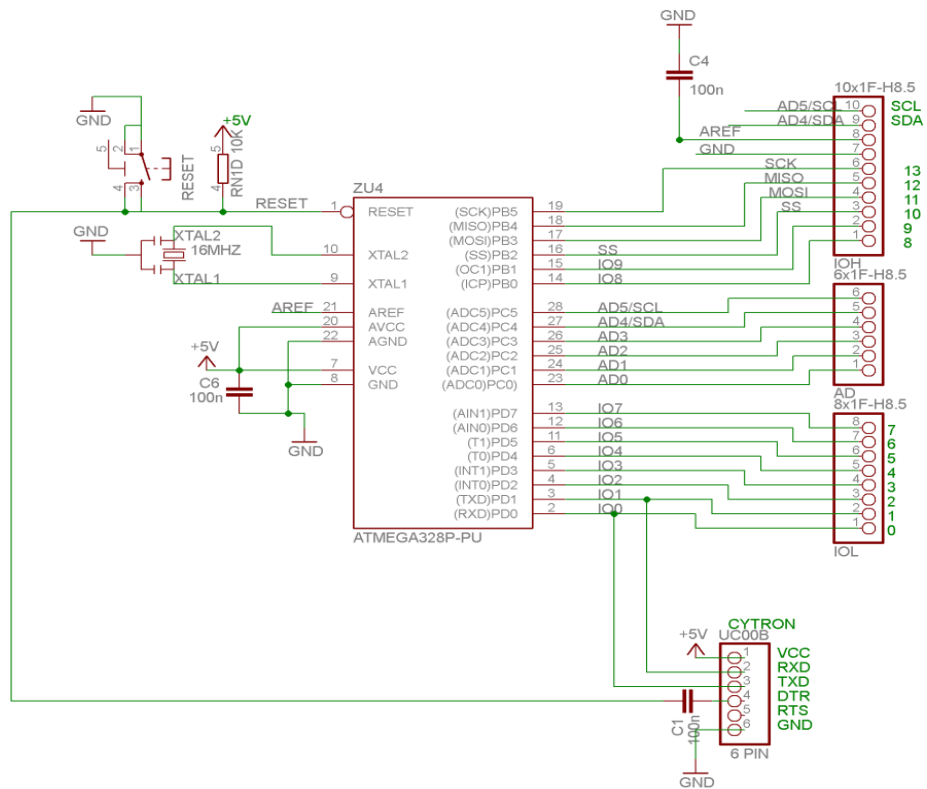 GND
C4
100n
10x1F-H8.5
AD5/SCL 10 SCL
AD4/SDA 9 SDA
AREF 8
GND 7
SCK 6 13
MISO 5 12
MOSI 4 11
SS 3 10
2 9
1 8
IOH
GND
5 2 1
4 3
RESET
+5V
5
RN1D 10K
4
RESET
GND
XTAL2
16MHZ
XTAL1
ZU4
1 RESET (SCK)PB5 19
(MISO)PB4 18
(MOSI)PB3 17
10 XTAL2 (SS)PB2 16 SS
(OC1)PB1 15 IO9
9 XTAL1 (ICP)PB0 14 IO8
AREF 21 AREF (ADC5)PC5 28 AD5/SCL
20 AVCC (ADC4)PC4 27 AD4/SDA
22 AGND (ADC3)PC3 26 AD3
(ADC2)PC2 25 AD2
7 VCC (ADC1)PC1 24 AD1
8 GND (ADC0)PC0) 23 AD0
(AIN1)PD7 13 IO7
(AIN0)PD6 12 IO6
(T1)PD5 11 IO5
(T0)PD4 6 IO4
(INT1)PD3 5 IO3
(INT0)PD2 4 IO2
(TXD)PD1 3 IO1
(RXD)PD0 2 IO0
ATMEGA328P-PU
+5V
C6
100n
GND
6x1F-H8.5
6
5
4
3
2
1
AD
8x1F-H8.5
8 7
7 6
6 5
5 4
4 3
3 2
2 1
1 0
IOL
CYTRON
UC00B
+5V
1 VCC
2 RXD
3 TXD
4 DTR
5 RTS
6 GND
6 PIN
C1
100n
GND